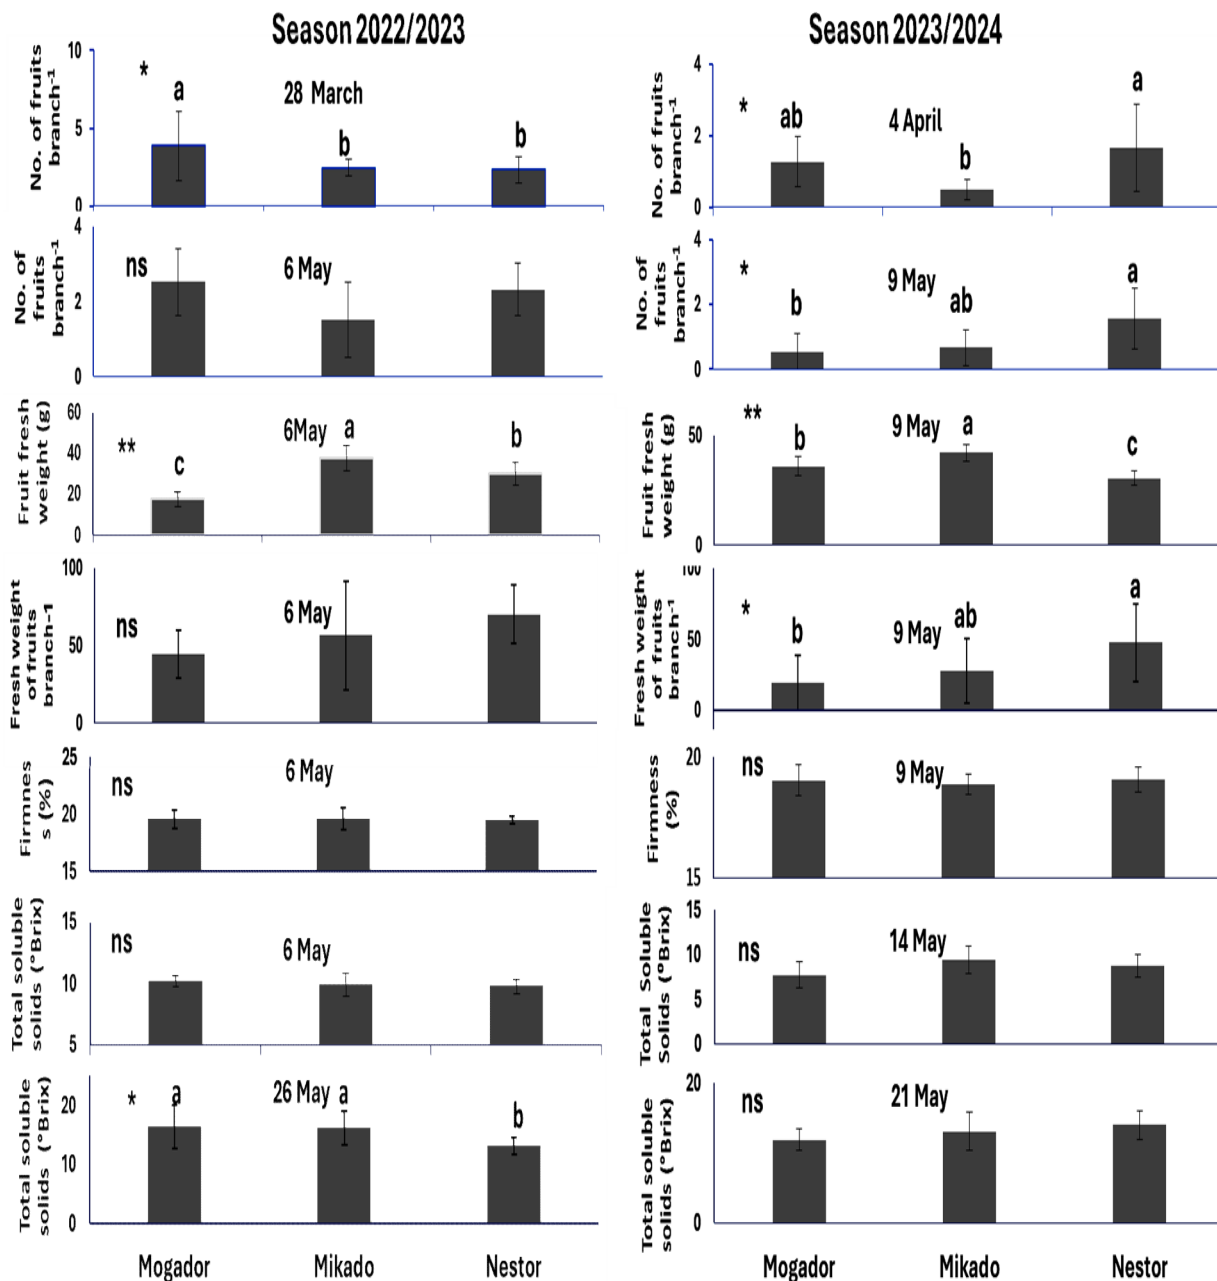 Season 2022/2023
No. of fruits
branch⁻¹
10
5
0
*
a
28 March
b
b
No. of
fruits
branch⁻¹
4
2
0
ns
6 May
Fruit fresh
weight (g)
60
40
20
0
**
c
6May
a
b
Fresh weight
of fruits
branch-1
100
50
0
ns
6 May
Firmnes
s (%)
25
20
15
ns
6 May
Total soluble
solids (°Brix)
15
10
5
ns
6 May
Total soluble
solids (°Brix)
20
10
0
*
a
26 May
a
b
Mogador
Mikado
Nestor
Season 2023/2024
No. of fruits
branch⁻¹
4
2
0
*
ab
4 April
b
a
No. of
fruits
branch⁻¹
4
2
0
*
b
9 May
ab
a
Fruit fresh
weight (g)
50
0
**
b
9 May
a
c
Fresh weight
of fruits
branch⁻¹
100
50
0
*
b
9 May
ab
a
Firmness
(%)
20
15
ns
9 May
Total Soluble
Solids (°Brix)
15
10
5
0
ns
14 May
Total soluble
solids (°Brix)
20
10
0
ns
21 May
Mogador
Mikado
Nestor